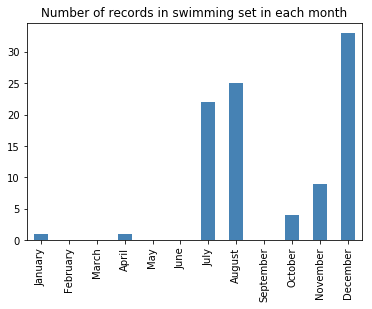 Number of records in swimming set in each month
30
25
20
15
10
5
0
January
February
March
April
May
June
July
August
September
October
November
December